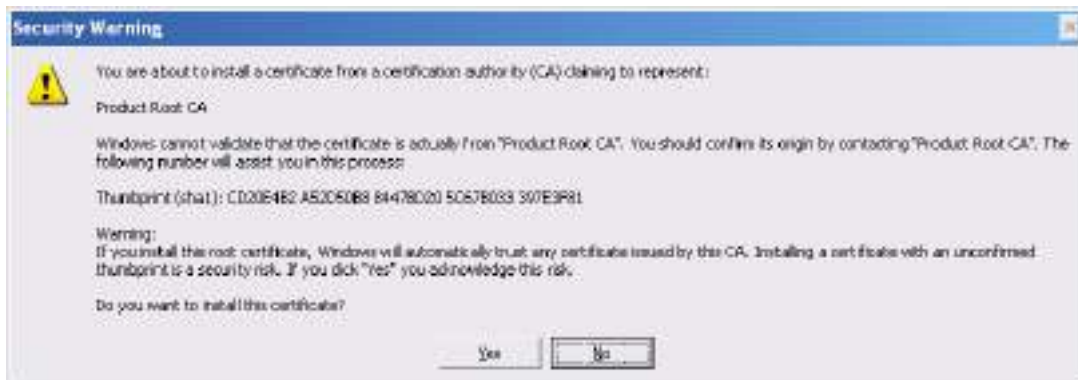 Security Warning
You are about to install a certificate from a certification authority (CA) claiming to represent:
Product Root CA
Windows cannot validate that the certificate is actually from "Product Root CA". You should confirm its origin by contacting "Product Root CA". The
following number will assist you in this process:
Thumbprint (sha1):
Warning:
If you install this root certificate, Windows will automatically trust any certificate issued by this CA. Installing a certificate with an unconfirmed
thumbprint is a security risk. If you click "Yes" you acknowledge this risk.
Do you want to install this certificate?
Yes
No